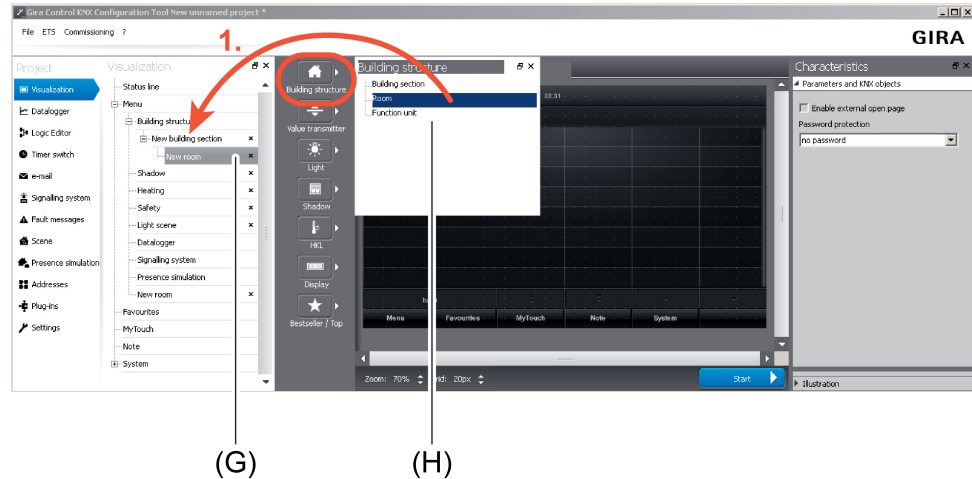 Gira Control KNX Configuration Tool New unnamed project *
File ETS Commissioning ?
GIRA
1.
Project
Visualization
Datalogger
Logic Editor
Timer switch
e-mail
Signalling system
Fault messages
Scene
Presence simulation
Addresses
Plug-ins
Settings
Visualization
Status line
Menu
Building structu
New building section
New room
Shadow
Heating
Safety
Light scene
Datalogger
Signalling system
Presence simulation
New room
Favourites
MyTouch
Note
System
Building structure
Value transmitter
Light
Shadow
HKL
Display
Bestseller / Top
Building structure
Building section
Room
Function unit
03 31
Menu Favourites MyTouch Note System
Zoom: 70% rid: 20px
Start
Characteristics
Parameters and KNX objects
Enable external open page
Password protection
no password
Illustration
(G) (H)